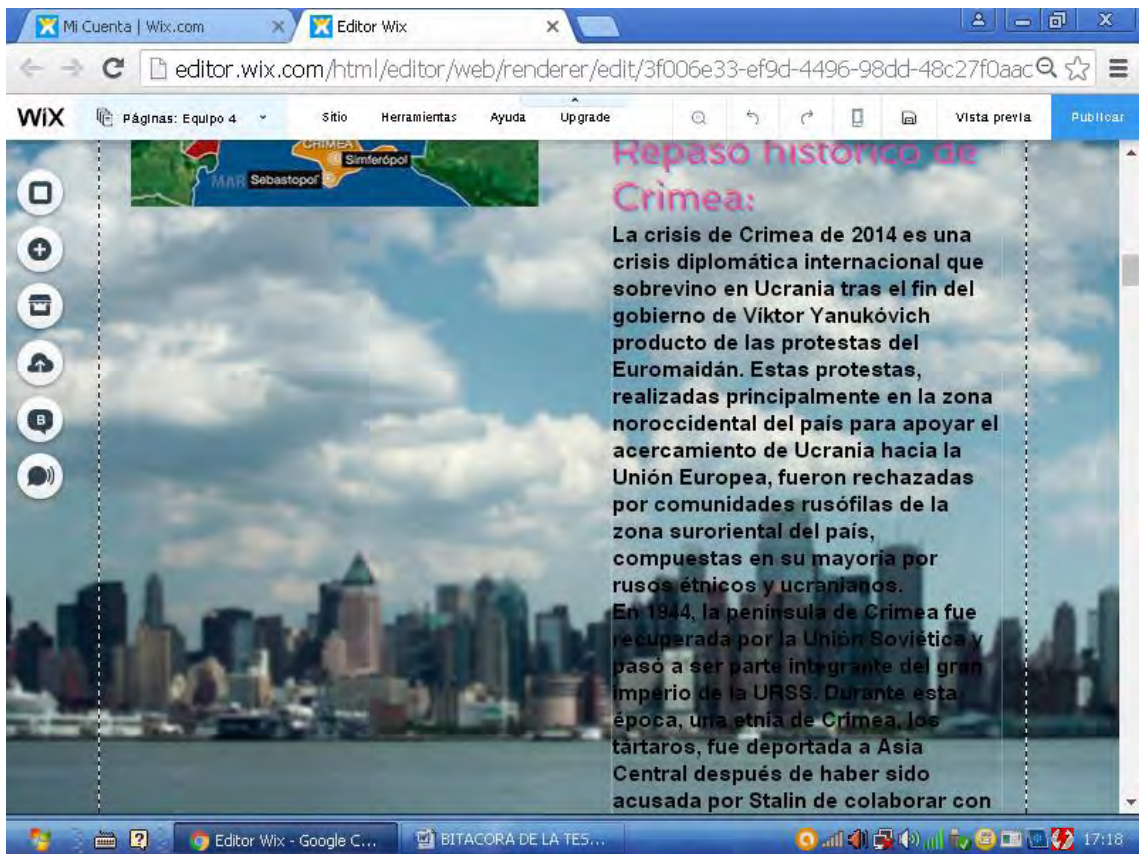 Mi Cuenta | Wix.com
Editor Wix
editor.wix.com/html/editor/web/renderer/edit/3f006e33-ef9d-4496-98dd-48c27f0aac
WiX
Páginas: Equipo 4
Sitio
Herramientas
Ayuda
Upgrade
Vista previa
Publicar
CRIMEA
Simferópol
MAR
Sebastopol
Repaso histórico de
Crimea:
La crisis de Crimea de 2014 es una
crisis diplomática internacional que
sobrevino en Ucrania tras el fin del
gobierno de Víktor Yanukóvich
producto de las protestas del
Euromaidán. Estas protestas,
realizadas principalmente en la zona
noroccidental del país para apoyar el
acercamiento de Ucrania hacia la
Unión Europea, fueron rechazadas
por comunidades rusófilas de la
zona suroriental del país,
compuestas en su mayoría por
rusos étnicos y ucranianos.
En 1944, la península de Crimea fue
recuperada por la Unión Soviética y
pasó a ser parte integrante del gran
imperio de la URSS. Durante esta
época, una etnia de Crimea, los
tártaros, fue deportada a Asia
Central después de haber sido
acusada por Stalin de colaborar con
B
Editor Wix - Google C...
BITACORA DE LA TES...
17:18